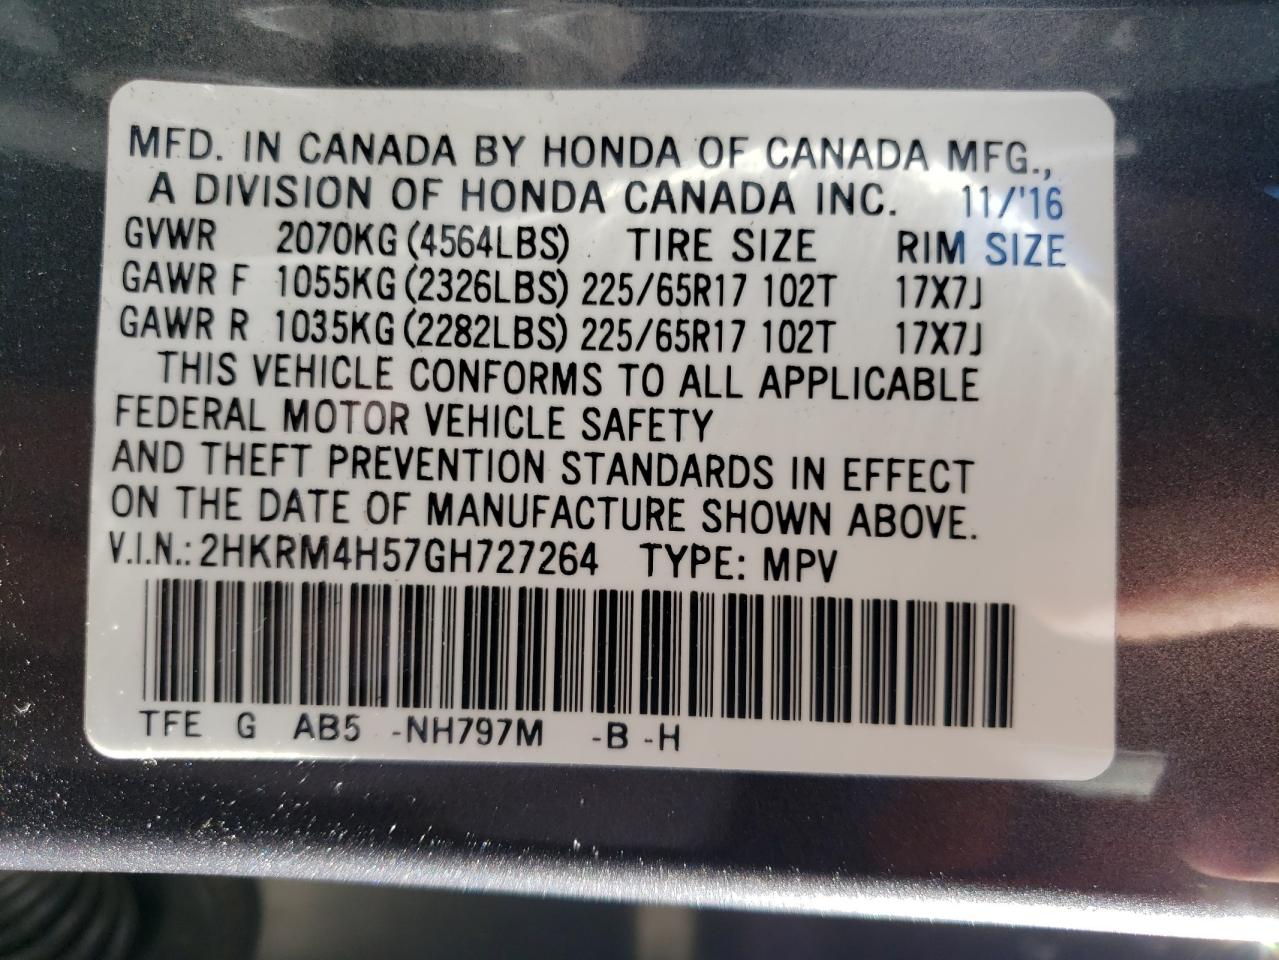 MFD. IN CANADA BY HONDA OF CANADA MFG.,
A DIVISION OF HONDA CANADA INC. 11/'16
GVWR 2070KG (4564LBS) TIRE SIZE RIM SIZE
GAWR F 1055KG (2326LBS) 225/65R17 102T 17X7J
GAWR R 1035KG (2282LBS) 225/65R17 102T 17X7J
THIS VEHICLE CONFORMS TO ALL APPLICABLE
FEDERAL MOTOR VEHICLE SAFETY
AND THEFT PREVENTION STANDARDS IN EFFECT
ON THE DATE OF MANUFACTURE SHOWN ABOVE.
V.I.N.: 2HKRM4H57GH727264 TYPE: MPV
TFE G AB5 -NH797M -B -H